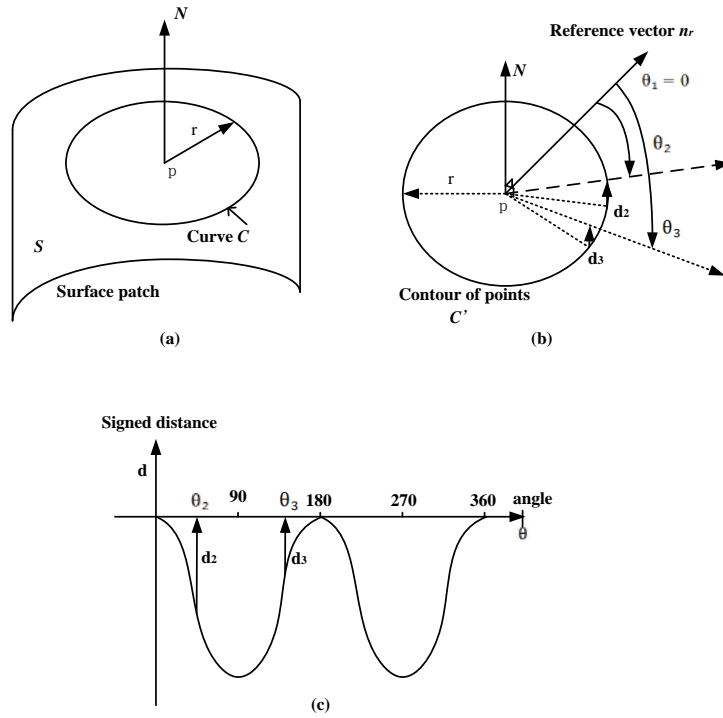 N
r
p
Curve C
S
Surface patch
(a)
Reference vector nr
N
θ1 = 0
θ2
r
p
d2
θ3
d3
Contour of points
C’
(b)
Signed distance
d
θ2 90 θ3 180 270 360 angle
θ
d2 d3
(c)